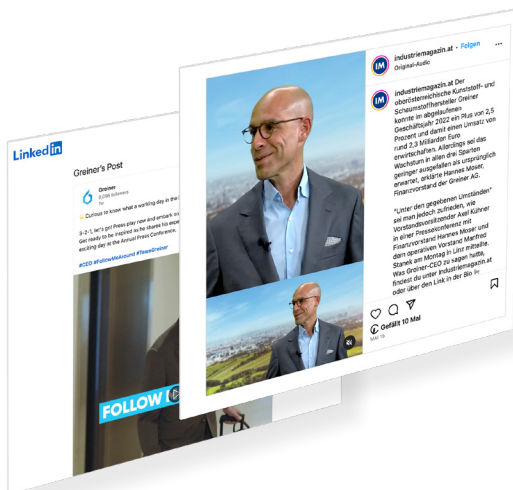 LinkedIn
Greiner's Post
Greiner
9,096 followers
1w
Curious to know what a working day in the
3-2-1, let's go! Press play now and embark
Get ready to be inspired as he shares his
exciting day at the Annual Press Conference.
#CEO #FollowMeAround #TeamGreiner
FOLLOW
industriemagazin.at • Folgen
Original-Audio
industriemagazin.at Der
oberösterreichische Kunststoff- und
Schaumstoffhersteller Greiner
konnte im abgelaufenen
Geschäftsjahr 2022 ein Plus von 2,5
Prozent und damit einen Umsatz von
rund 2,3 Milliarden Euro
erwirtschaften. Allerdings sei das
Wachstum in allen drei Sparten
geringer ausgefallen als ursprünglich
erwartet, erklärte Hannes Moser,
Finanzvorstand der Greiner AG.
"Unter den gegebenen Umständen"
sei man jedoch zufrieden, wie
Vorstandsvorsitzender Axel Kühner
in einer Pressekonferenz mit
Finanzvorstand Hannes Moser und
dem operativen Vorstand Manfred
Stanek am Montag in Linz mitteilte.
Was Greiner-CEO zu sagen hatte,
findest du unter Industriemagazin.at
oder über den Link in der Bio
Gefällt 10 Mal
IM
IM